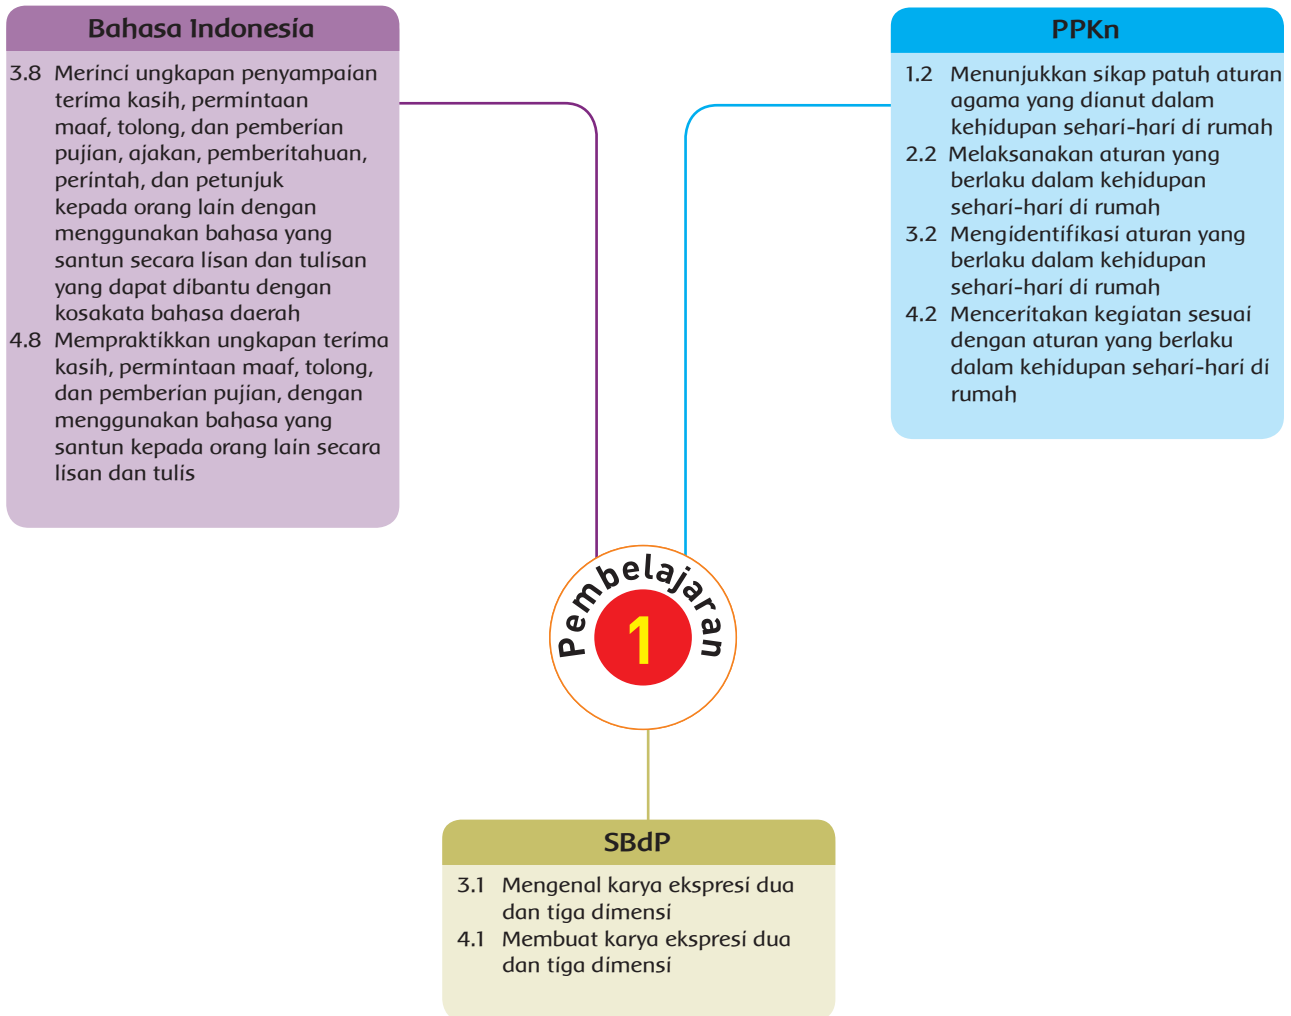 Bahasa Indonesia
3.8 Merinci ungkapan penyampaian
terima kasih, permintaan
maaf, tolong, dan pemberian
pujian, ajakan, pemberitahuan,
perintah, dan petunjuk
kepada orang lain dengan
menggunakan bahasa yang
santun secara lisan dan tulisan
yang dapat dibantu dengan
kosakata bahasa daerah
4.8 Mempraktikkan ungkapan terima
kasih, permintaan maaf, tolong,
dan pemberian pujian, dengan
menggunakan bahasa yang
santun kepada orang lain secara
lisan dan tulis
PPKn
1.2 Menunjukkan sikap patuh aturan
agama yang dianut dalam
kehidupan sehari-hari di rumah
2.2 Melaksanakan aturan yang
berlaku dalam kehidupan
sehari-hari di rumah
3.2 Mengidentifikasi aturan yang
berlaku dalam kehidupan
sehari-hari di rumah
4.2 Menceritakan kegiatan sesuai
dengan aturan yang berlaku
dalam kehidupan sehari-hari di
rumah
Pembelajaran
1
SBdP
3.1 Mengenal karya ekspresi dua
dan tiga dimensi
4.1 Membuat karya ekspresi dua
dan tiga dimensi